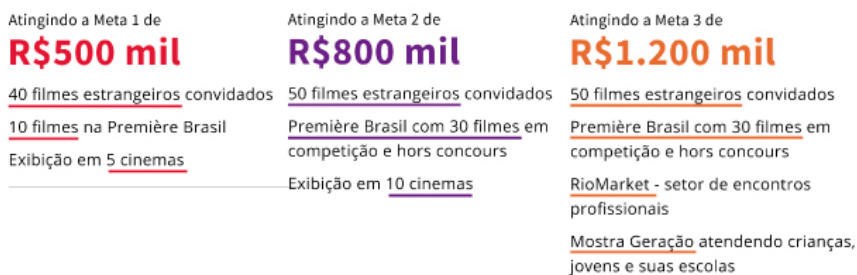 Atingindo a Meta 1 de
R$500 mil
40 filmes estrangeiros convidados
10 filmes na Première Brasil
Exibição em 5 cinemas
Atingindo a Meta 2 de
R$800 mil
50 filmes estrangeiros convidados
Première Brasil com 30 filmes em
competição e hors concours
Exibição em 10 cinemas
Atingindo a Meta 3 de
R$1.200 mil
50 filmes estrangeiros convidados
Première Brasil com 30 filmes em
competição e hors concours
RioMarket - setor de encontros
profissionais
Mostra Geração atendendo crianças,
jovens e suas escolas